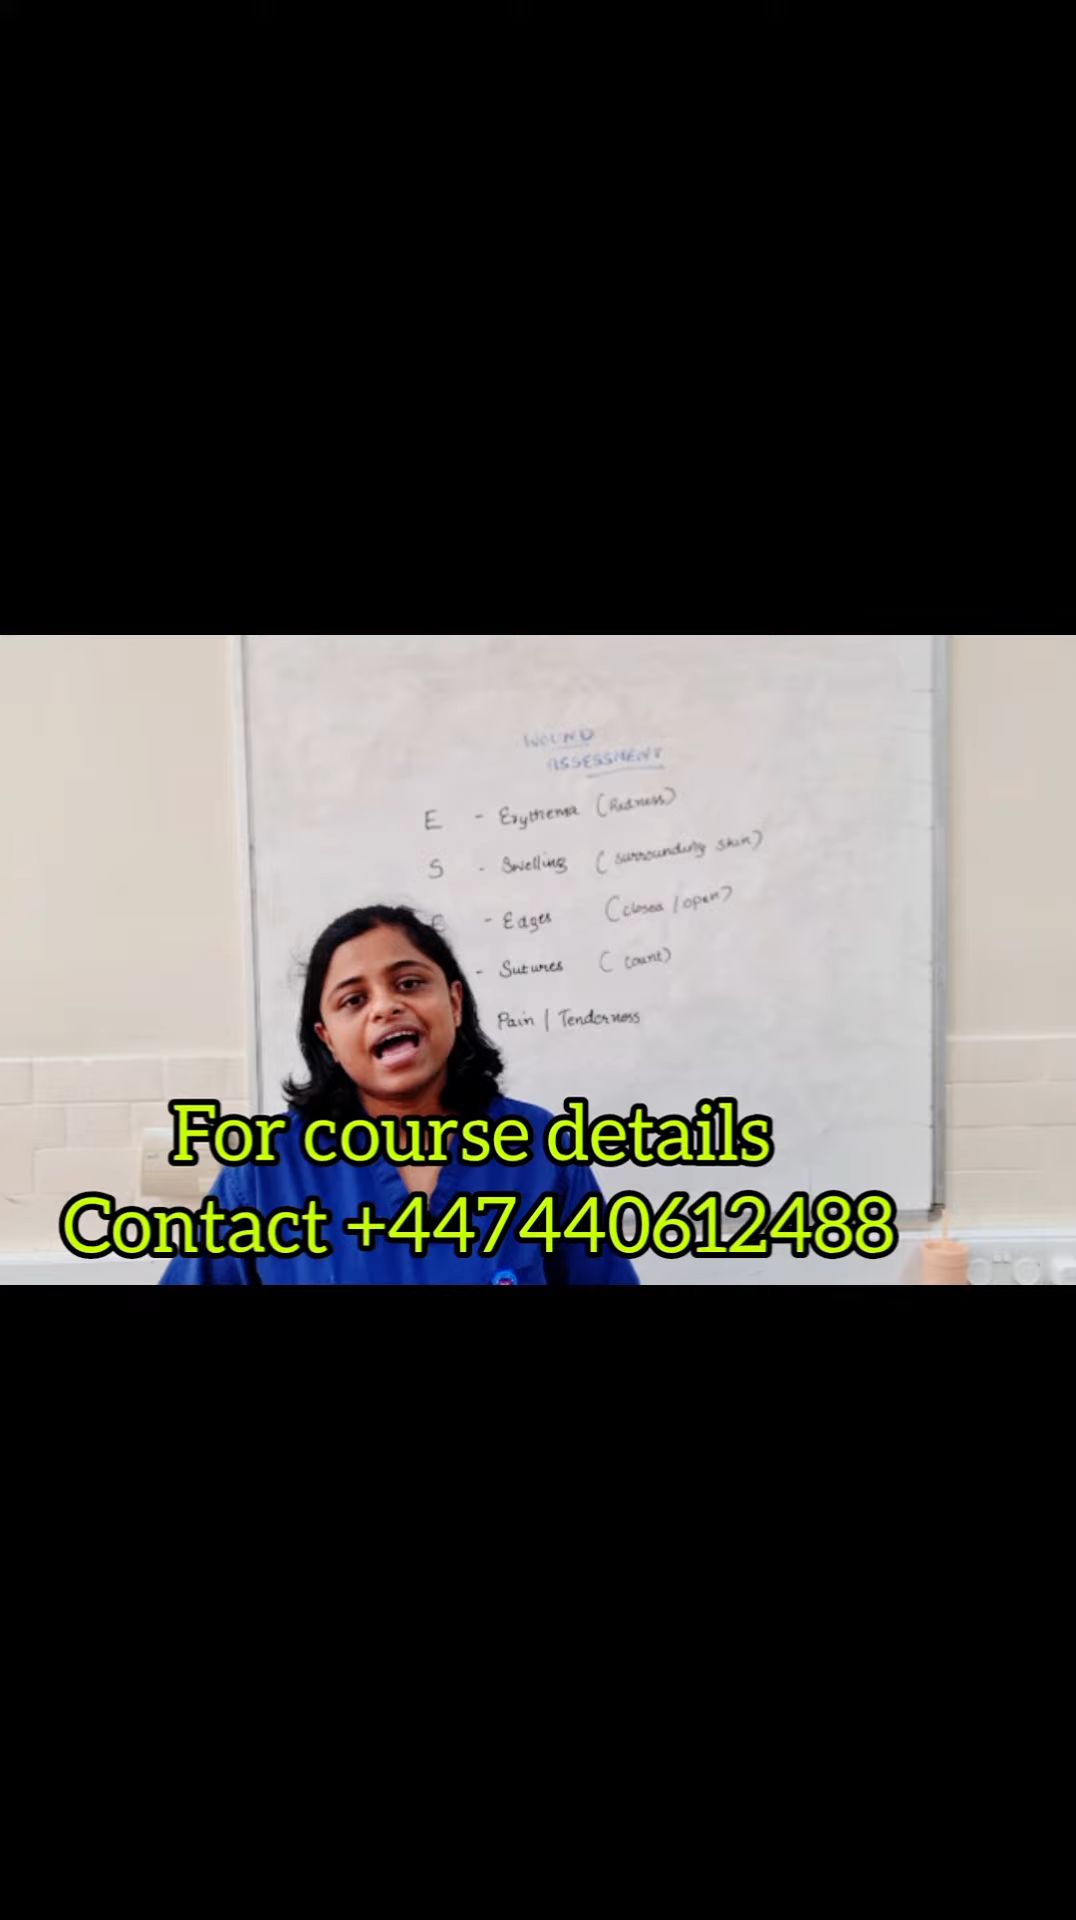 WOUND
ASSESSMENT
E - Erythema (Redness)
S - Swelling (surrounding skin)
E - Edges (closed / open)
- Sutures (count)
Pain / Tenderness
For course details
Contact +447440612488